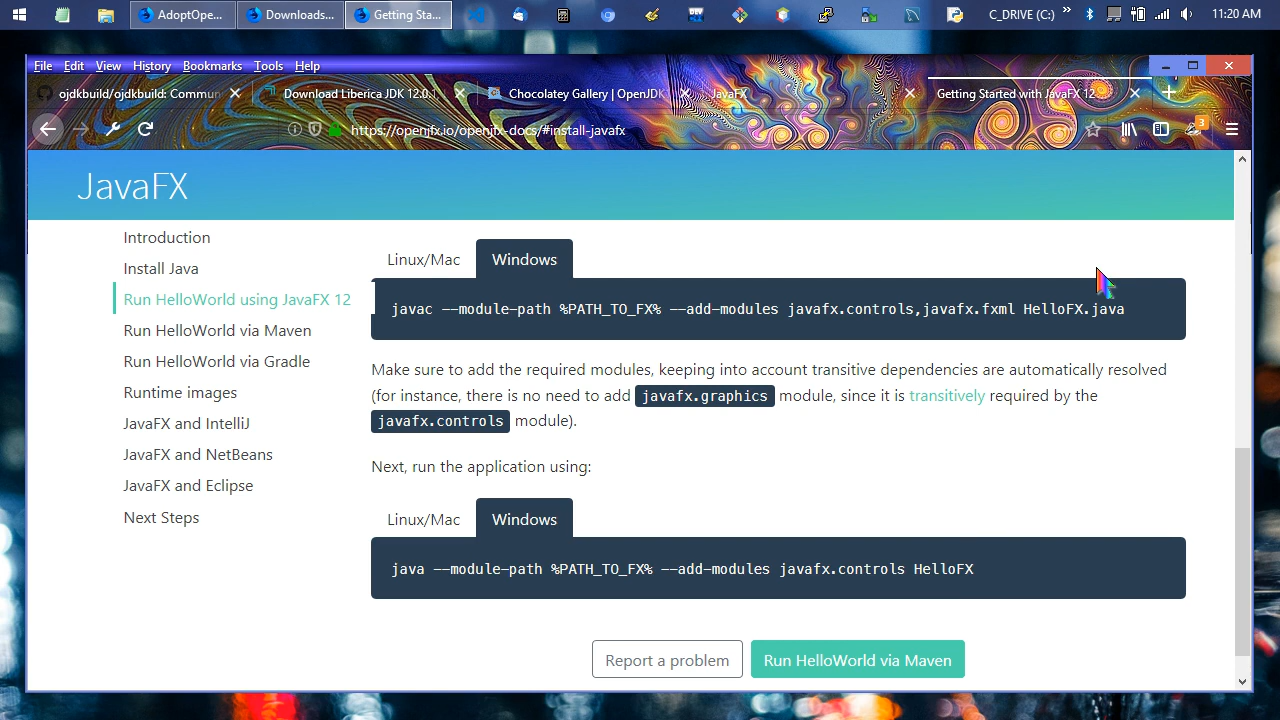 AdoptOpe...
Downloads...
Getting Sta...
C_DRIVE (C:)
11:20 AM
File Edit View History Bookmarks Tools Help
ojdkbuild/ojdkbuild: Commun
Download Liberica JDK 12.0.
Chocolatey Gallery | OpenJDK
JavaFX
Getting Started with JavaFX 12
https://openjfx.io/openjfx-docs/#install-javafx
3
JavaFX
Introduction
Install Java
Run HelloWorld using JavaFX 12
Run HelloWorld via Maven
Run HelloWorld via Gradle
Runtime images
JavaFX and IntelliJ
JavaFX and NetBeans
JavaFX and Eclipse
Next Steps
Linux/Mac Windows
javac --module-path %PATH_TO_FX% --add-modules javafx.controls,javafx.fxml HelloFX.java
Make sure to add the required modules, keeping into account transitive dependencies are automatically resolved
(for instance, there is no need to add javafx.graphics module, since it is transitively required by the
javafx.controls module).
Next, run the application using:
Linux/Mac Windows
java --module-path %PATH_TO_FX% --add-modules javafx.controls HelloFX
Report a problem
Run HelloWorld via Maven